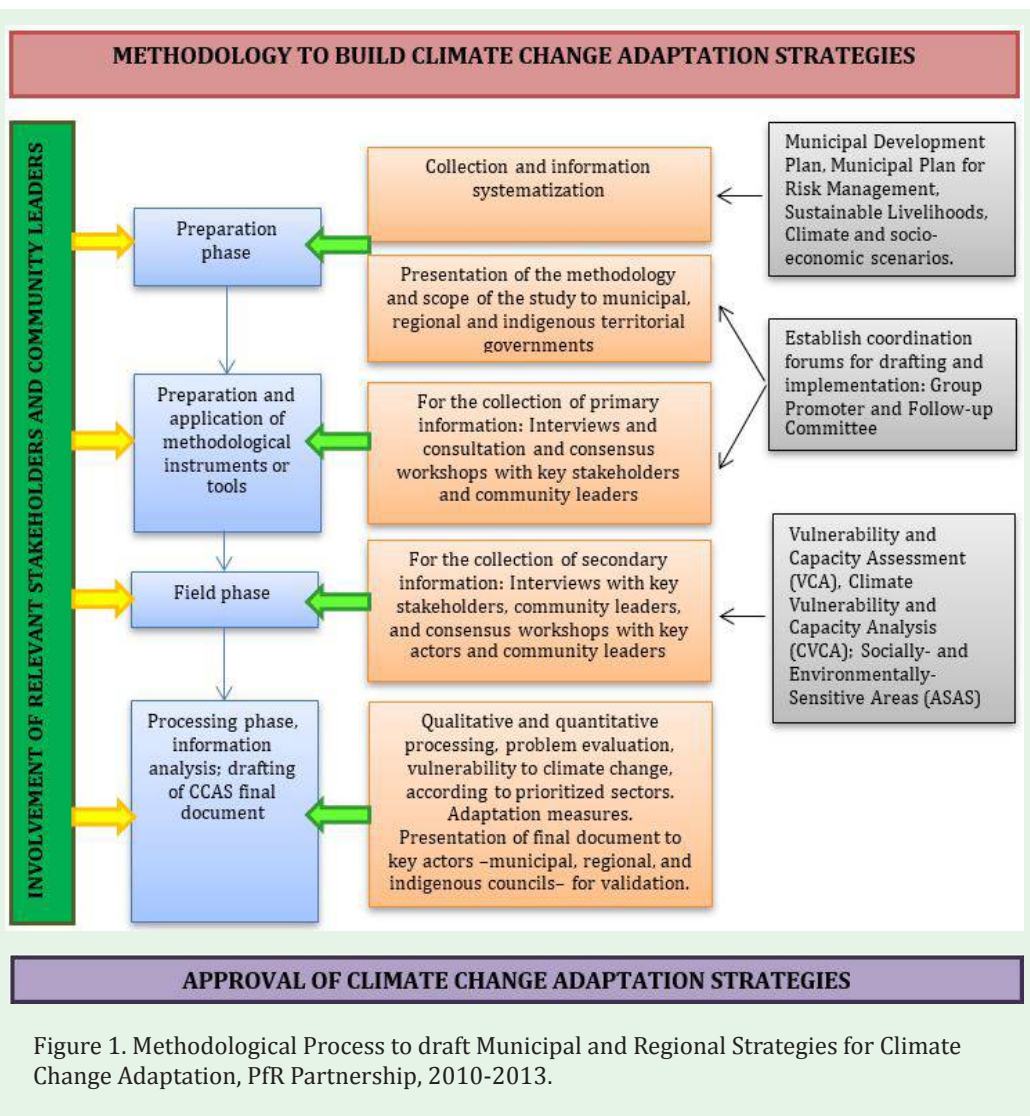 METHODOLOGY TO BUILD CLIMATE CHANGE ADAPTATION STRATEGIES
INVOLVEMENT OF RELEVANT STAKEHOLDERS AND COMMUNITY LEADERS
Preparation
phase
Collection and information
systematization
Municipal Development
Plan, Municipal Plan for
Risk Management,
Sustainable Livelihoods,
Climate and socio-
economic scenarios.
Presentation of the methodology
and scope of the study to municipal,
regional and indigenous territorial
governments
Establish coordination
forums for drafting and
implementation: Group
Promoter and Follow-up
Committee
Preparation and
application of
methodological
instruments or
tools
For the collection of primary
information: Interviews and
consultation and consensus
workshops with key stakeholders
and community leaders
Field phase
For the collection of secondary
information: Interviews with key
stakeholders, community leaders,
and consensus workshops with key
actors and community leaders
Vulnerability and
Capacity Assessment
(VCA), Climate
Vulnerability and
Capacity Analysis
(CVCA); Socially- and
Environmentally-
Sensitive Areas (ASAS)
Processing phase,
information
analysis; drafting
of CCAS final
document
Qualitative and quantitative
processing, problem evaluation,
vulnerability to climate change,
according to prioritized sectors.
Adaptation measures.
Presentation of final document to
key actors –municipal, regional, and
indigenous councils– for validation.
APPROVAL OF CLIMATE CHANGE ADAPTATION STRATEGIES
Figure 1. Methodological Process to draft Municipal and Regional Strategies for Climate
Change Adaptation, PfR Partnership, 2010-2013.